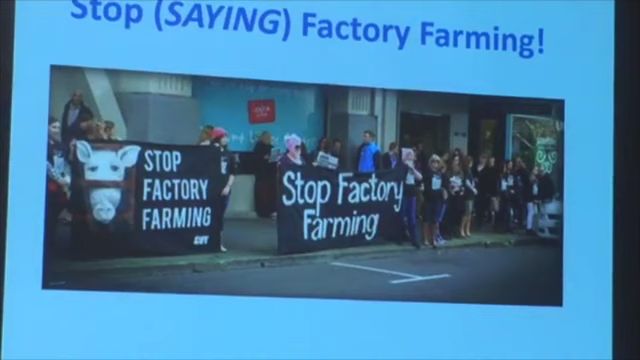 Stop (SAYING) Factory Farming!
STOP
FACTORY
FARMING
Stop Factory
Farming